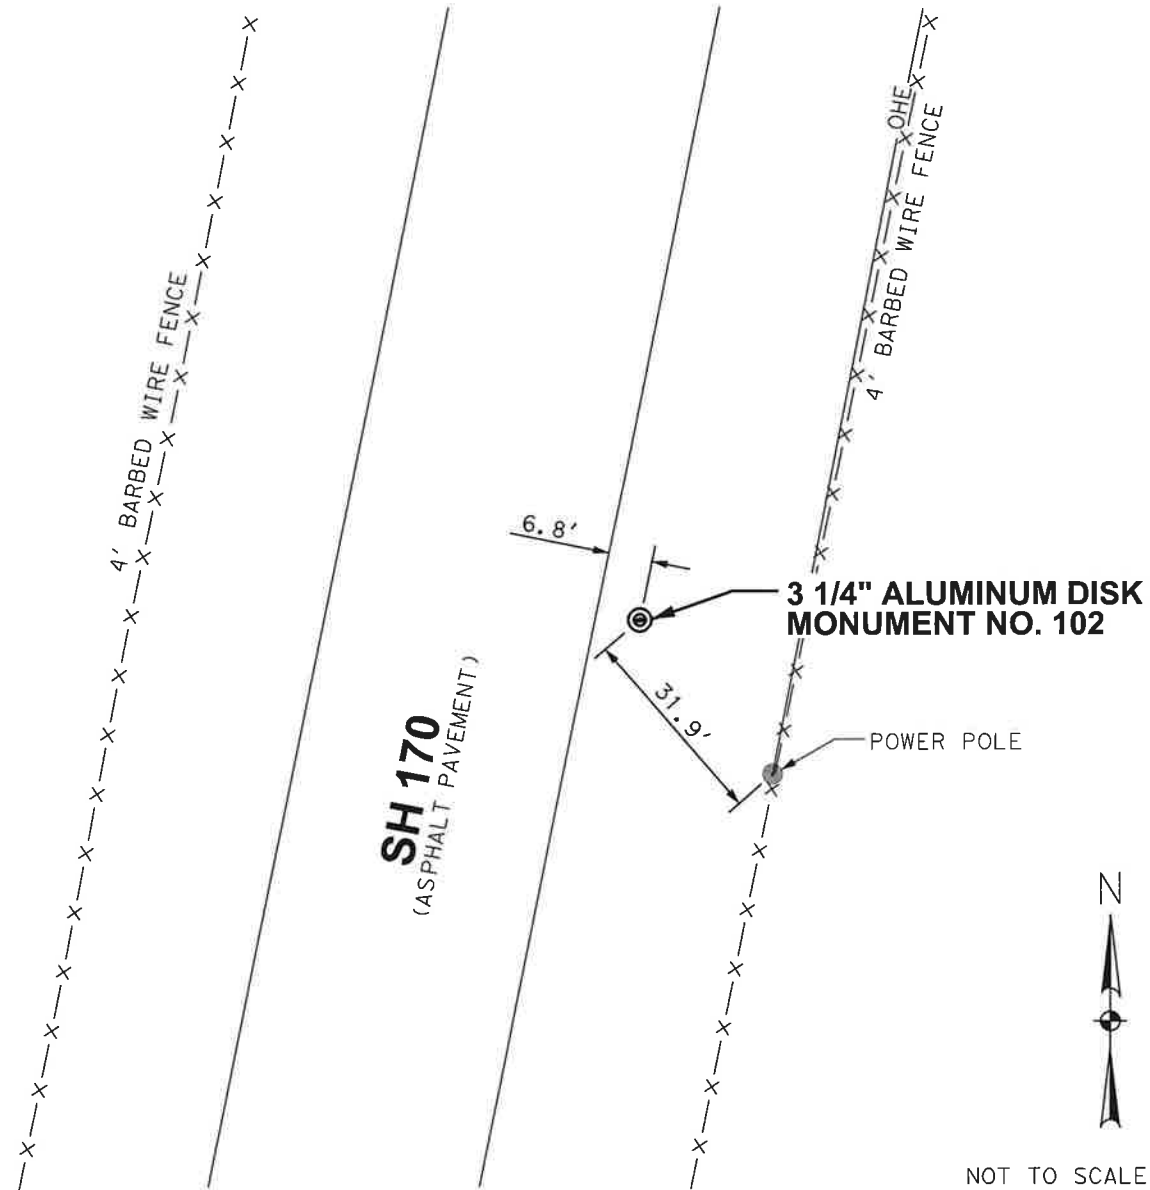 OHE
4' BARBED WIRE FENCE
4' BARBED WIRE FENCE
6.8'
3 1/4" ALUMINUM DISK
MONUMENT NO. 102
31.9'
SH 170
(ASPHALT PAVEMENT)
POWER POLE
N
NOT TO SCALE